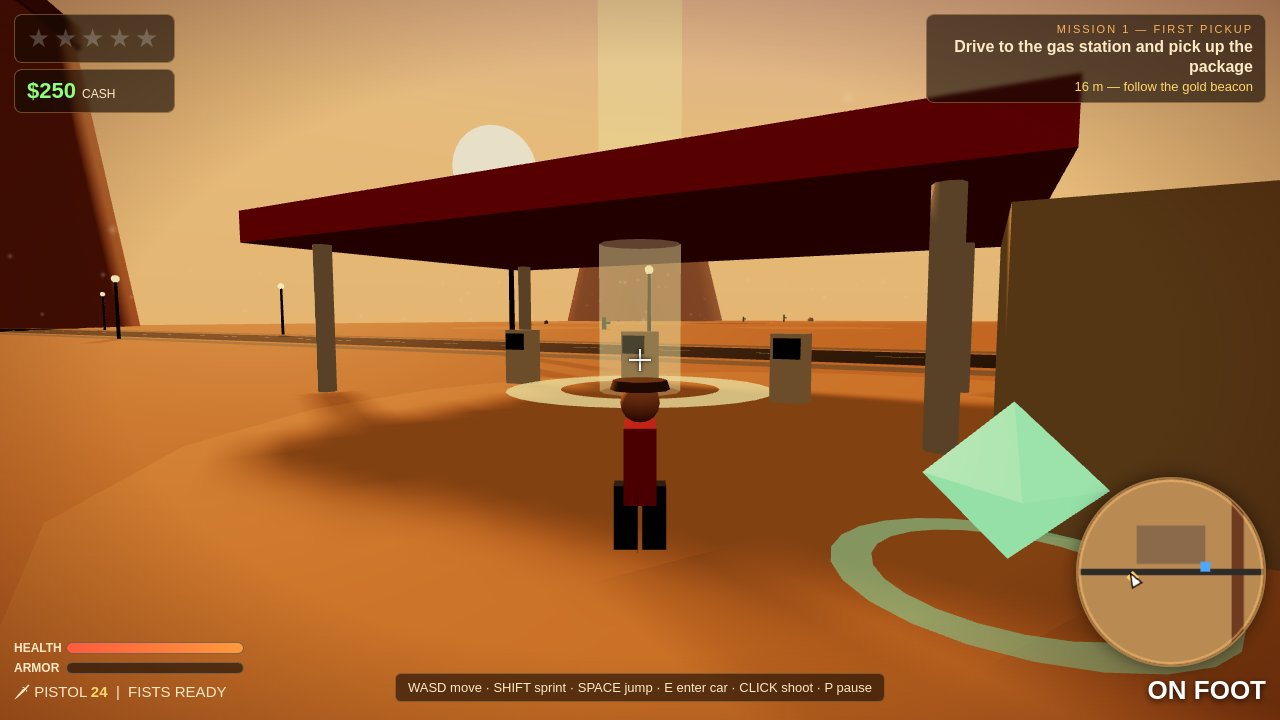 ★★★★★
$250 CASH
MISSION 1 — FIRST PICKUP
Drive to the gas station and pick up the
package
16 m — follow the gold beacon
HEALTH
ARMOR
PISTOL 24 | FISTS READY
WASD move · SHIFT sprint · SPACE jump · E enter car · CLICK shoot · P pause
ON FOOT